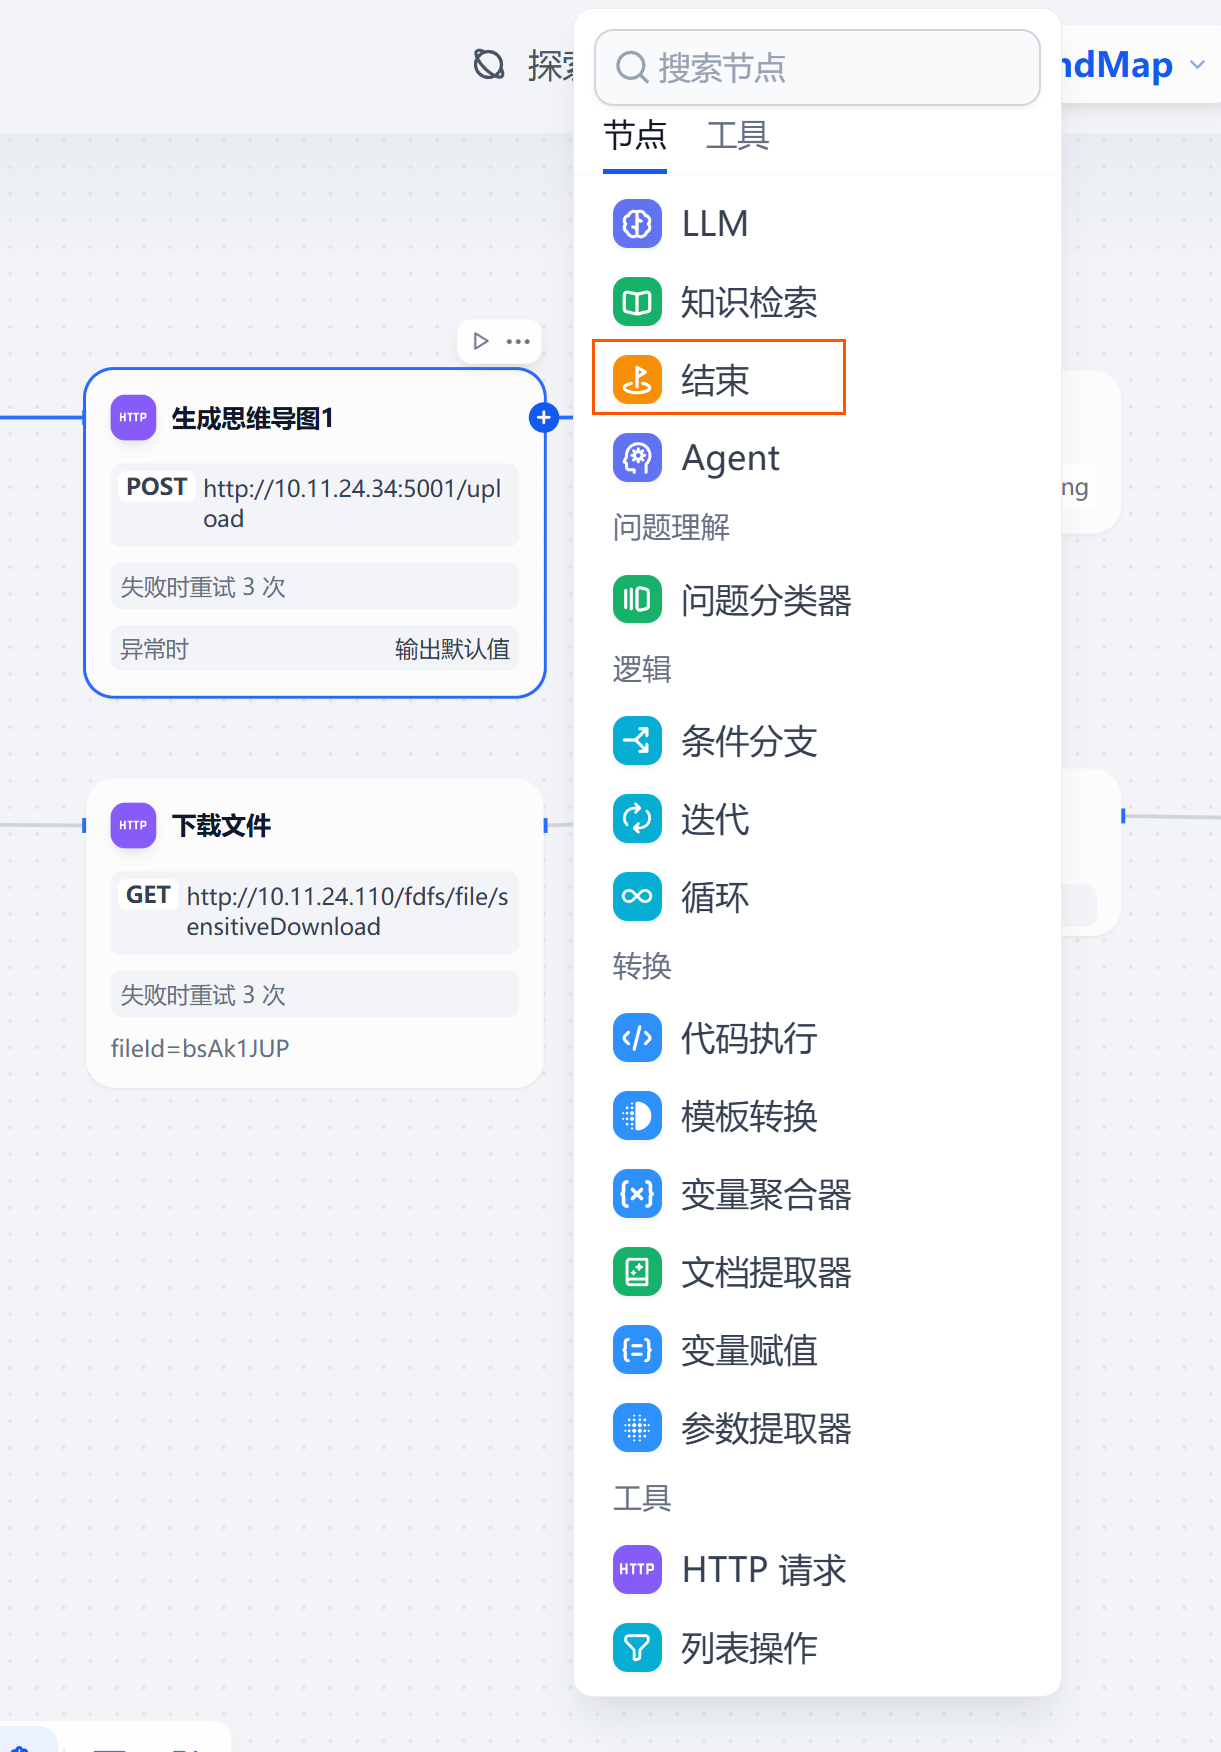 探索
ndMap
搜索节点
节点 工具
LLM
知识检索
结束
Agent
问题理解
问题分类器
逻辑
条件分支
迭代
循环
转换
代码执行
模板转换
变量聚合器
文档提取器
变量赋值
参数提取器
工具
HTTP HTTP 请求
列表操作
HTTP 生成思维导图1
POST http://10.11.24.34:5001/upl
oad
失败时重试 3 次
异常时 输出默认值
HTTP 下载文件
GET http://10.11.24.110/fdfs/file/s
ensitiveDownload
失败时重试 3 次
fileId=bsAk1JUP
ng